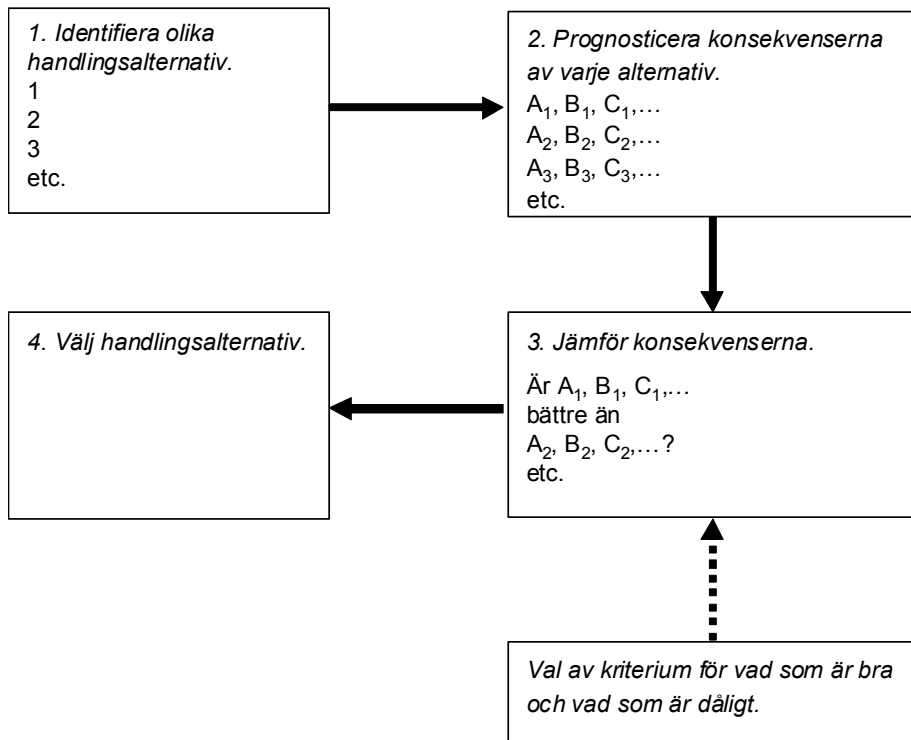 1. Identifiera olika
handlingsalternativ.
1
2
3
etc.
2. Prognosticera konsekvenserna
av varje alternativ.
A₁, B₁, C₁,…
A₂, B₂, C₂,…
A₃, B₃, C₃,…
etc.
3. Jämför konsekvenserna.
Är A₁, B₁, C₁,…
bättre än
A₂, B₂, C₂,…?
etc.
4. Välj handlingsalternativ.
Val av kriterium för vad som är bra
och vad som är dåligt.